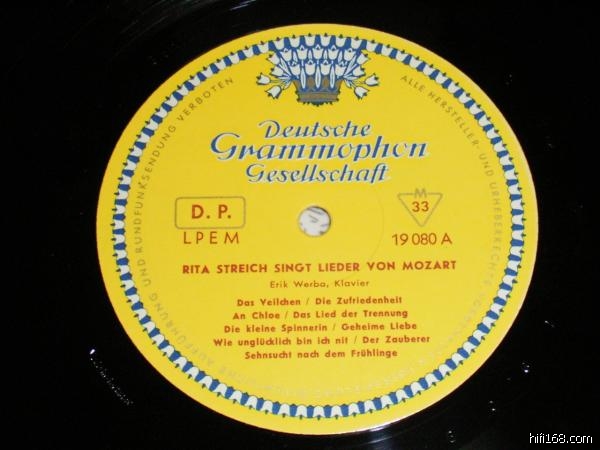 Deutsche
Grammophon
Gesellschaft
D. P.
M
33
LPEM
19 080 A
RITA STREICH SINGT LIEDER VON MOZART
Erik Werba, Klavier
Das Veilchen / Die Zufriedenheit
An Chloe / Das Lied der Trennung
Die kleine Spinnerin / Geheime Liebe
Wie unglücklich bin ich nit / Der Zauberer
Sehnsucht nach dem Frühlinge
ALLE HERSTELLER- UND URHEBERRECHTE
AUFFÜHRUNG UND RUNDFUNKSENDUNG VERBOTEN
hifi168.com